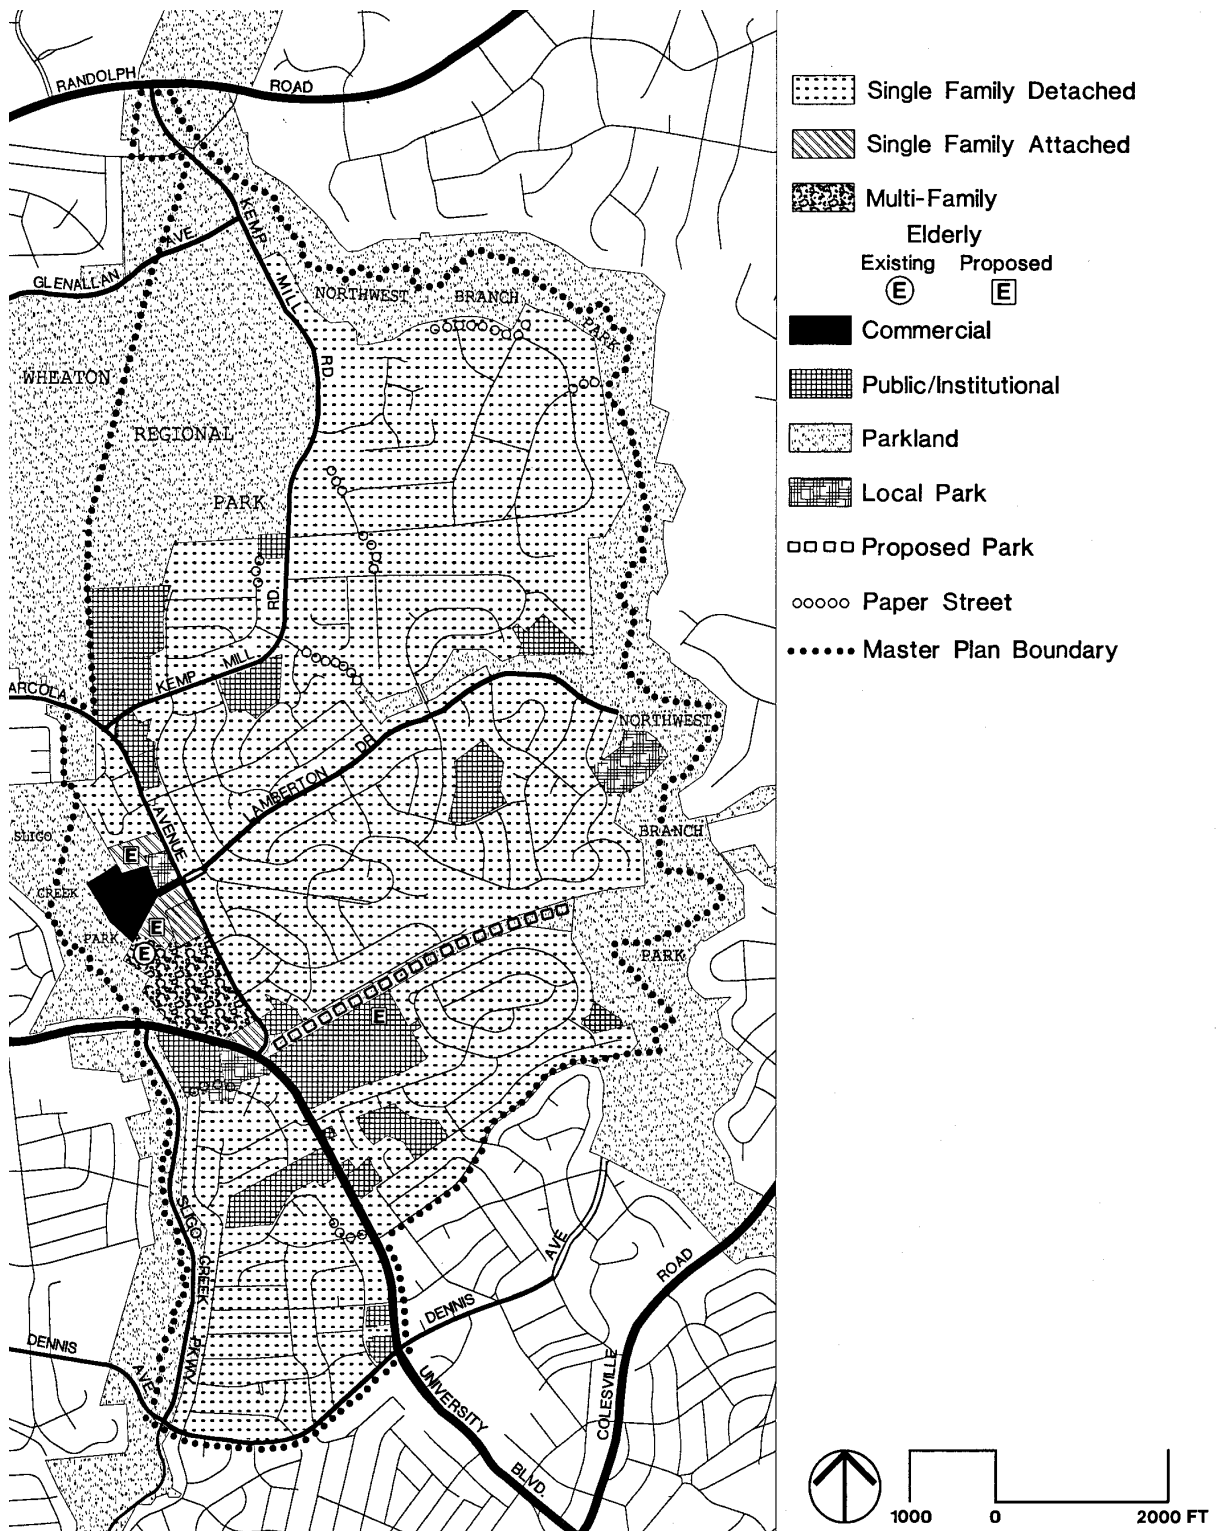 RANDOLPH ROAD
KEMP MILL RD.
GLENALLAN AVE
NORTHWEST BRANCH PARK
WHEATON
REGIONAL
PARK
RD.
KEMP MILL
ARCOLA
AVENUE
LAMBERTON DR
NORTHWEST
BRANCH
PARK
SLIGO
CREEK
PARK
E
E
E
E
SLIGO CREEK PKWY
DENNIS AVE
DENNIS AVE
UNIVERSITY BLVD.
COLESVILLE ROAD
Single Family Detached
Single Family Attached
Multi-Family
Elderly
Existing Proposed
E E
Commercial
Public/Institutional
Parkland
Local Park
Proposed Park
Paper Street
Master Plan Boundary
1000 0 2000 FT